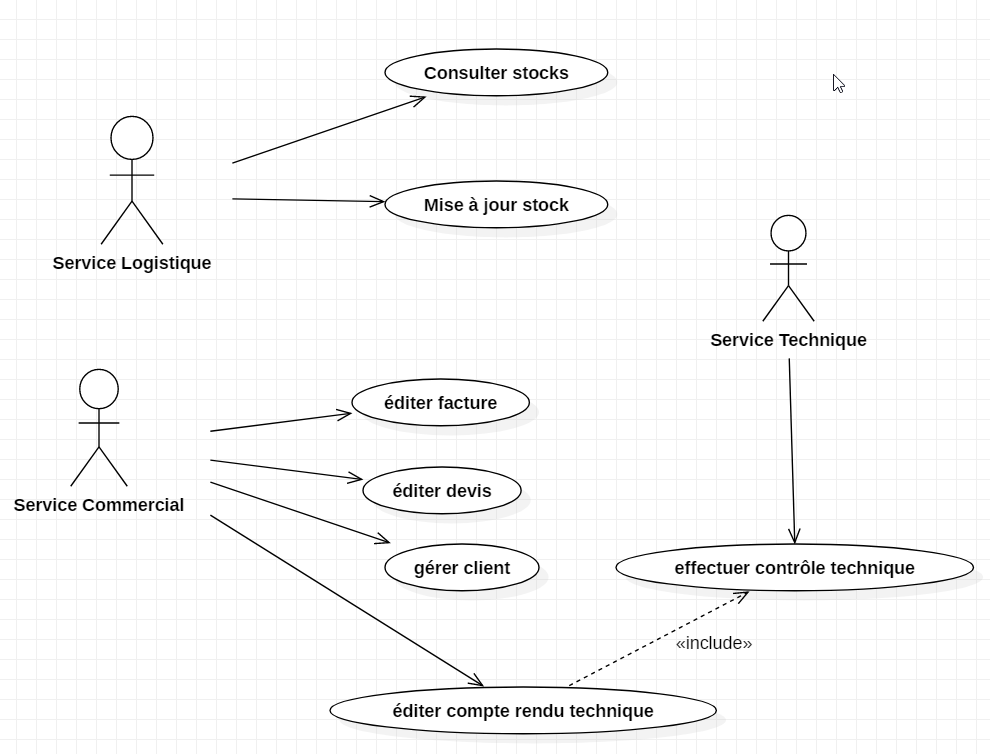 Consulter stocks
Mise à jour stock
Service Logistique
Service Technique
éditer facture
éditer devis
Service Commercial
gérer client
effectuer contrôle technique
«include»
éditer compte rendu technique